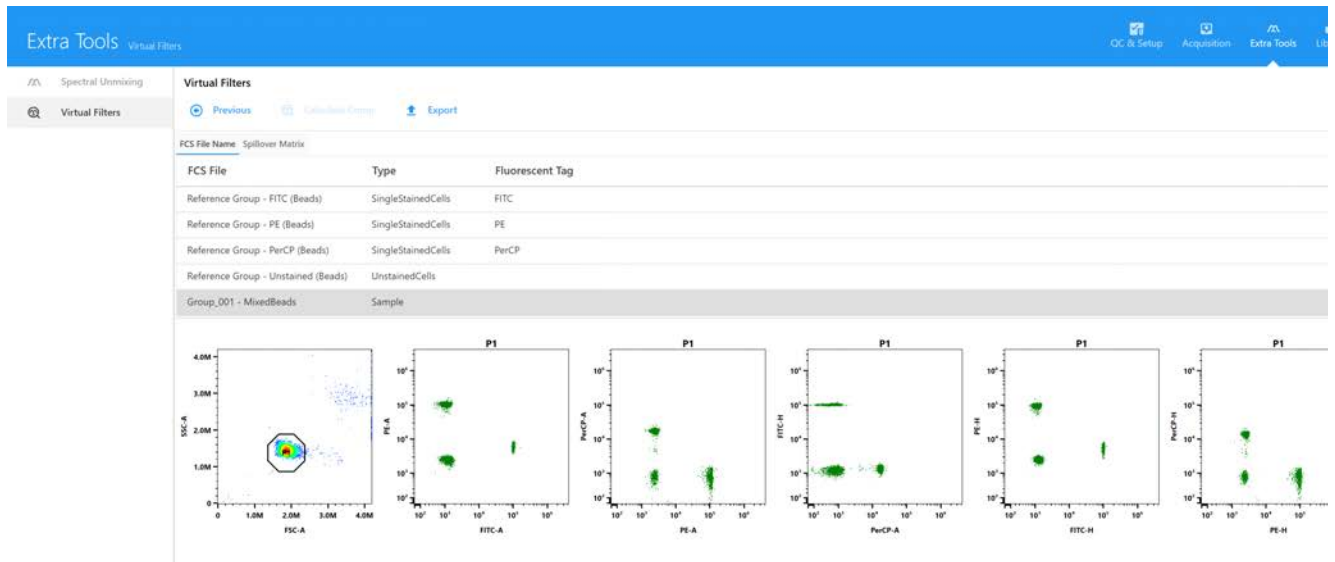 Extra Tools Virtual Filters
QC & Setup Acquisition Extra Tools Lib
Spectral Unmixing
Virtual Filters
Virtual Filters
Previous Export
FCS File Name Spillover Matrix
FCS File Type Fluorescent Tag
Reference Group - FITC (Beads) SingleStainedCells FITC
Reference Group - PE (Beads) SingleStainedCells PE
Reference Group - PerCP (Beads) SingleStainedCells PerCP
Reference Group - Unstained (Beads) UnstainedCells
Group_001 - MixedBeads Sample
P1 P1 P1 P1 P1
4.0M
3.0M
2.0M
1.0M
0
SSC-A PE-A PerCP-A FITC-H PE-H PerCP-H
0 1.0M 2.0M 3.0M 4.0M
FSC-A FITC-A PE-A PerCP-A FITC-H PE-H